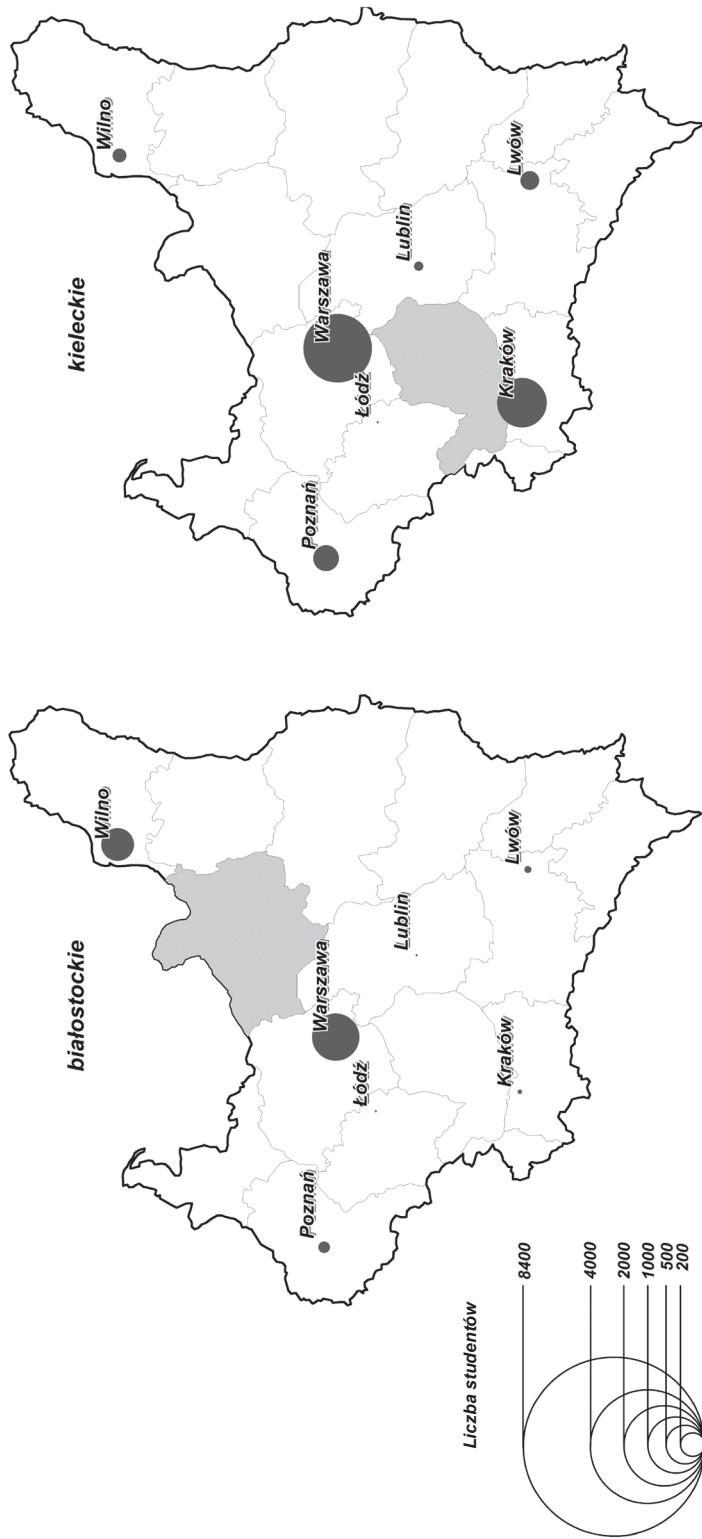 białostockie
Wilno
Warszawa
Poznań
Łódź
Lublin
Kraków
Lwów
kieleckie
Wilno
Warszawa
Poznań
Łódź
Lublin
Kraków
Lwów
Liczba studentów
8400
4000
2000
1000
500
200